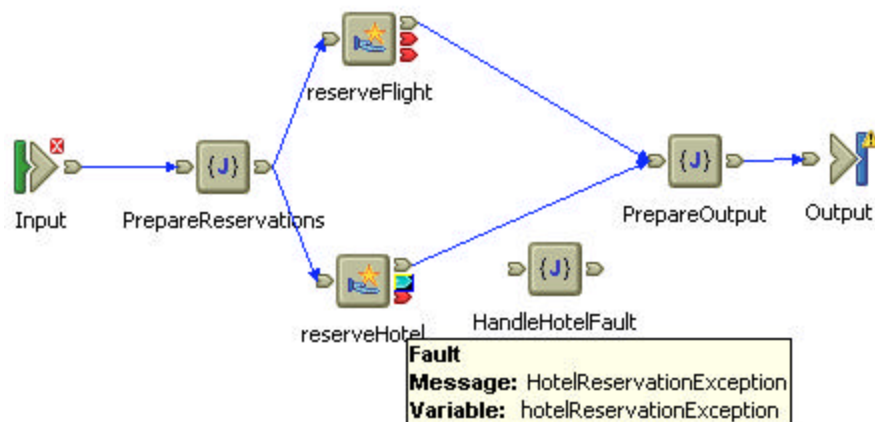 reserveFlight
{J}
{J}
Input
PrepareReservations
PrepareOutput
Output
{J}
reserveHotel
HandleHotelFault
Fault
Message: HotelReservationException
Variable: hotelReservationException